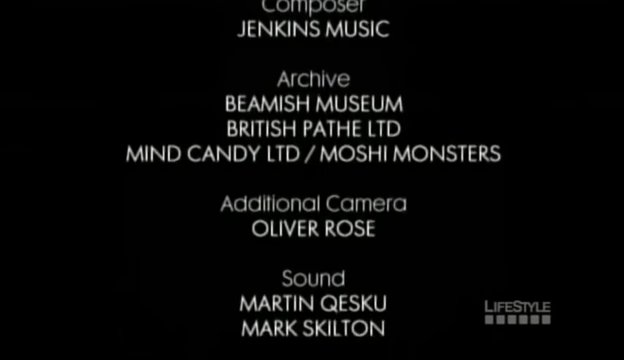 Composer
JENKINS MUSIC
Archive
BEAMISH MUSEUM
BRITISH PATHE LTD
MIND CANDY LTD / MOSHI MONSTERS
Additional Camera
OLIVER ROSE
Sound
MARTIN QESKU
MARK SKILTON
LIFESTYLE